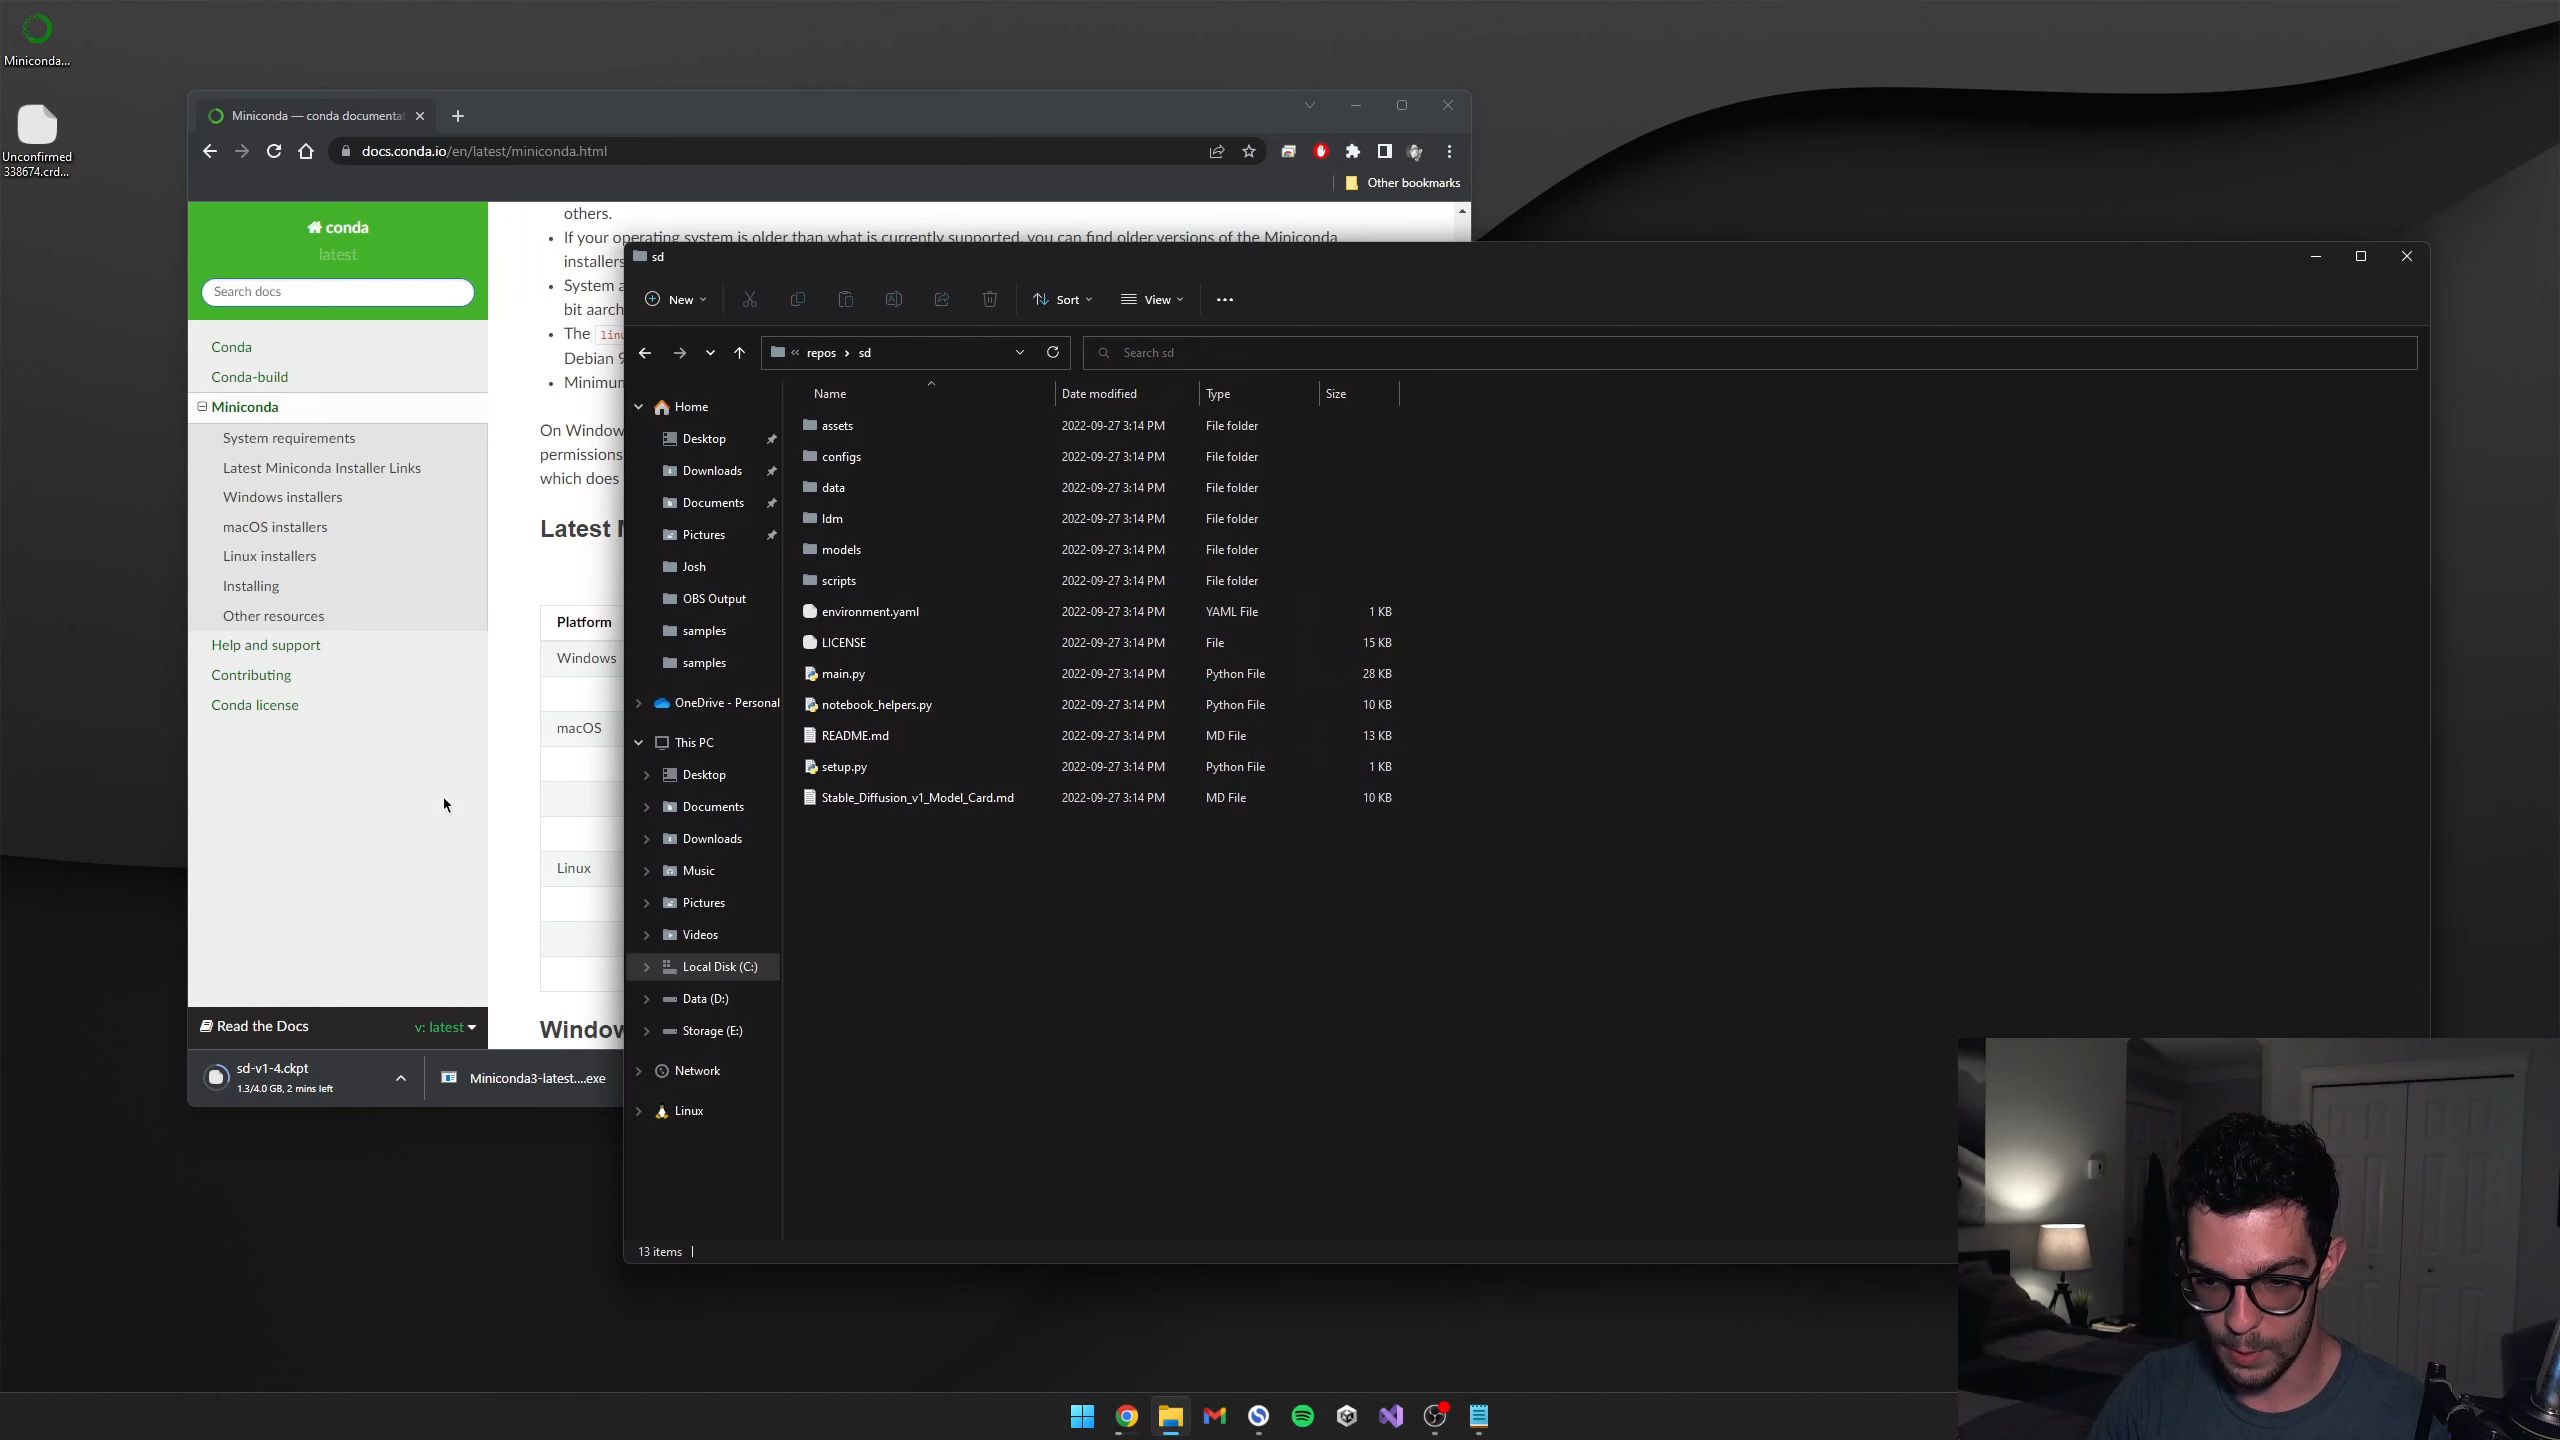 Miniconda...
Unconfirmed
338674.crd...
Miniconda — conda documentat
docs.conda.io/en/latest/miniconda.html
Other bookmarks
conda
latest
Search docs
Conda
Conda-build
Miniconda
System requirements
Latest Miniconda Installer Links
Windows installers
macOS installers
Linux installers
Installing
Other resources
Help and support
Contributing
Conda license
Read the Docs
v: latest
others.
If your operating system is older than what is currently supported, you can find older versions of the Miniconda
installers
System a
bit aarch
The linu
Debian 9
Minimum
On Window
permissions
which does
Latest M
Platform
Windows
macOS
Linux
Window
sd-v1-4.ckpt
1.3/4.0 GB, 2 mins left
Miniconda3-latest....exe
sd
New
Sort
View
repos
sd
Search sd
Home
Desktop
Downloads
Documents
Pictures
Josh
OBS Output
samples
samples
OneDrive - Personal
This PC
Desktop
Documents
Downloads
Music
Pictures
Videos
Local Disk (C:)
Data (D:)
Storage (E:)
Network
Linux
Name Date modified Type Size
assets 2022-09-27 3:14 PM File folder
configs 2022-09-27 3:14 PM File folder
data 2022-09-27 3:14 PM File folder
ldm 2022-09-27 3:14 PM File folder
models 2022-09-27 3:14 PM File folder
scripts 2022-09-27 3:14 PM File folder
environment.yaml 2022-09-27 3:14 PM YAML File 1 KB
LICENSE 2022-09-27 3:14 PM File 15 KB
main.py 2022-09-27 3:14 PM Python File 28 KB
notebook_helpers.py 2022-09-27 3:14 PM Python File 10 KB
README.md 2022-09-27 3:14 PM MD File 13 KB
setup.py 2022-09-27 3:14 PM Python File 1 KB
Stable_Diffusion_v1_Model_Card.md 2022-09-27 3:14 PM MD File 10 KB
13 items